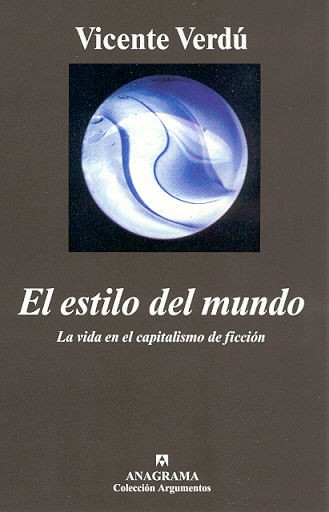 Vicente Verdú
El estilo del mundo
La vida en el capitalismo de ficción
ANAGRAMA
Colección Argumentos